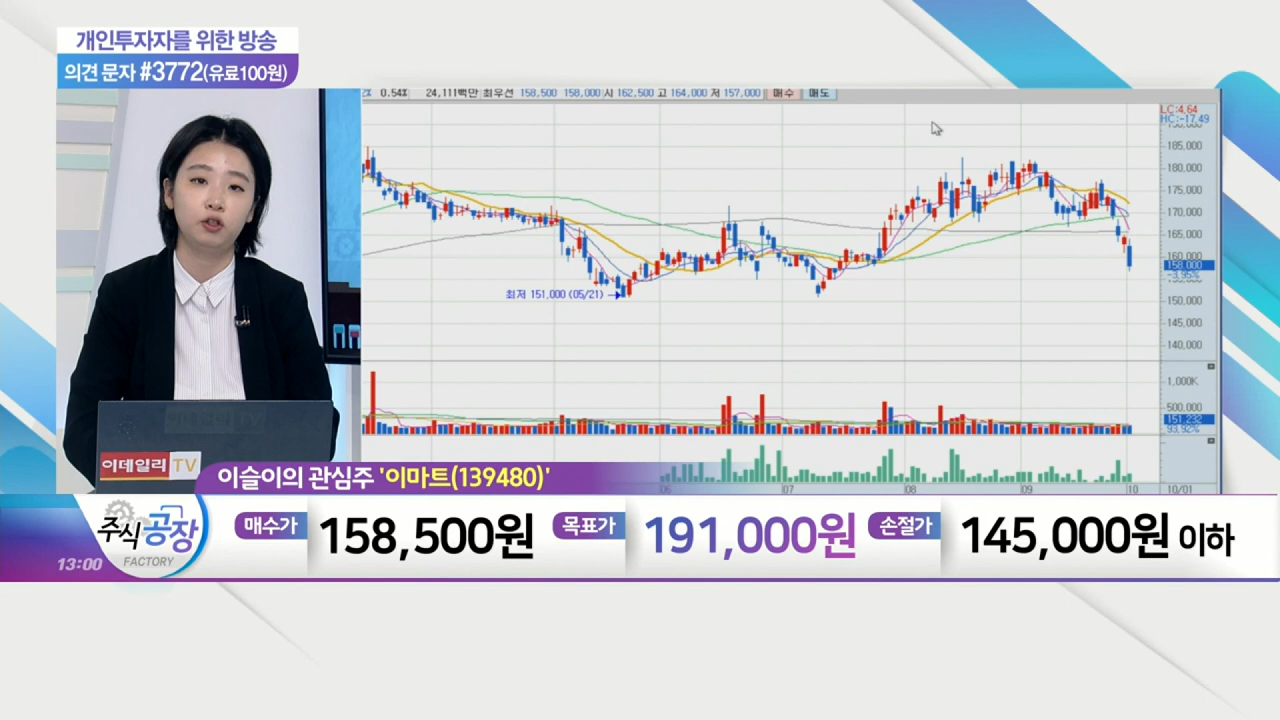 개인투자자를 위한 방송
의견 문자 #3772(유료100원)
0.54% 24,111백만 최우선 158,500 158,000 시 162,500 고 164,000 저 157,000 매수 매도
LC:4.64
HC:-17.49
185,000
180,000
175,000
170,000
165,000
160,000
158,000
-3.95%
150,000
145,000
140,000
최저 151,000 (05/21)
1,000K
500,000
151,232
93.92%
06 07 08 09 10 10/01
이데일리 TV
이슬이의 관심주 '이마트(139480)'
주식공장
FACTORY
13:00
매수가 158,500원 목표가 191,000원 손절가 145,000원 이하